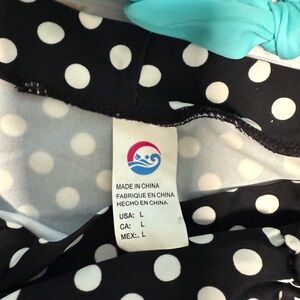 MADE IN CHINA
FABRIQUE EN CHINA
HECHO EN CHINA
USA: L
CA: L
MEX: L